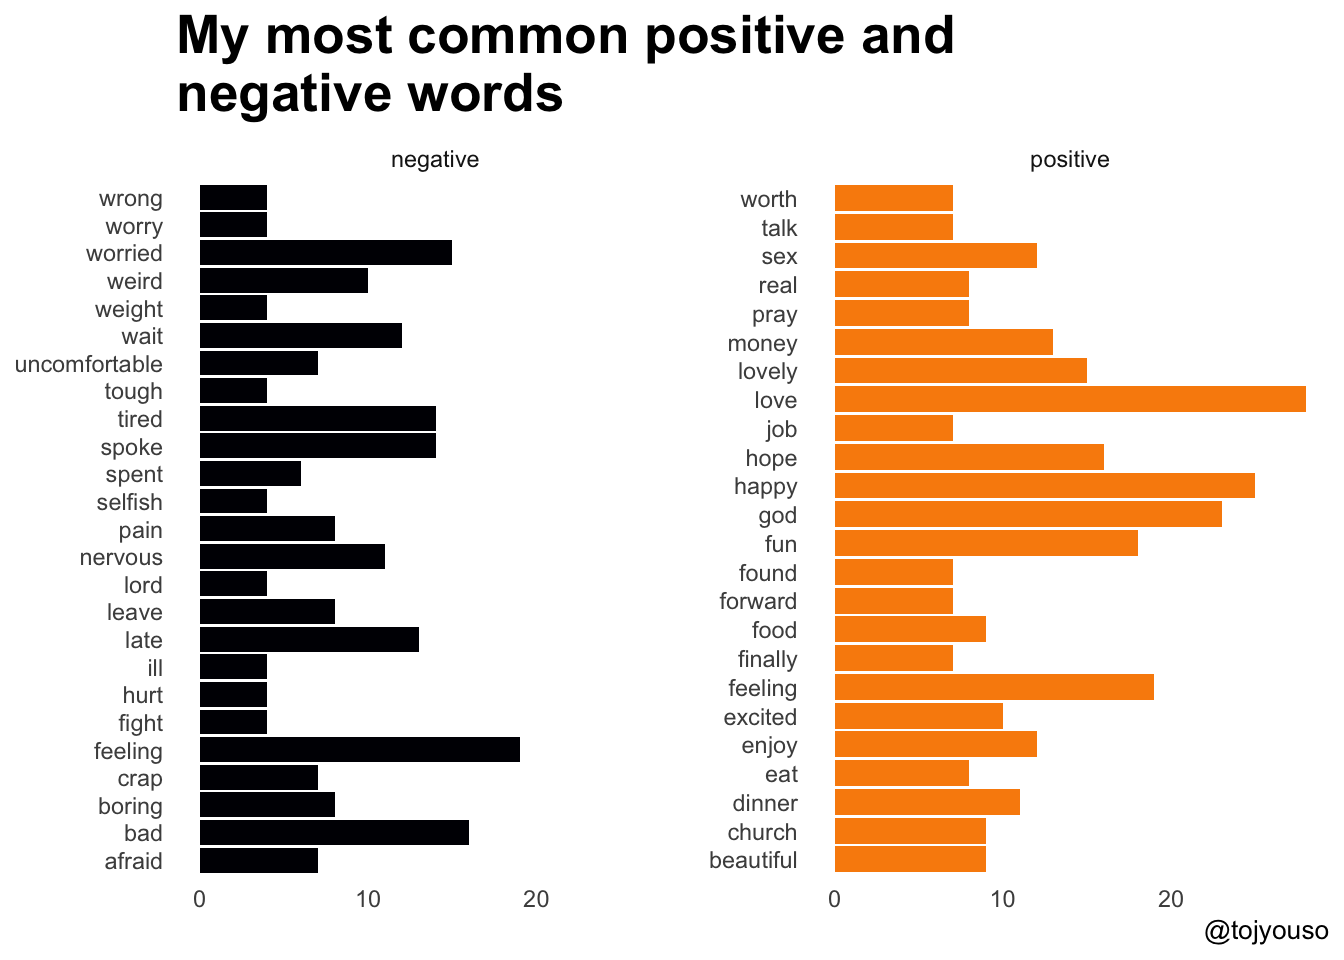 My most common positive and
negative words
negative
wrong
worry
worried
weird
weight
wait
uncomfortable
tough
tired
spoke
spent
selfish
pain
nervous
lord
leave
late
ill
hurt
fight
feeling
crap
boring
bad
afraid
0 10 20
positive
worth
talk
sex
real
pray
money
lovely
love
job
hope
happy
god
fun
found
forward
food
finally
feeling
excited
enjoy
eat
dinner
church
beautiful
0 10 20
@tojyouso